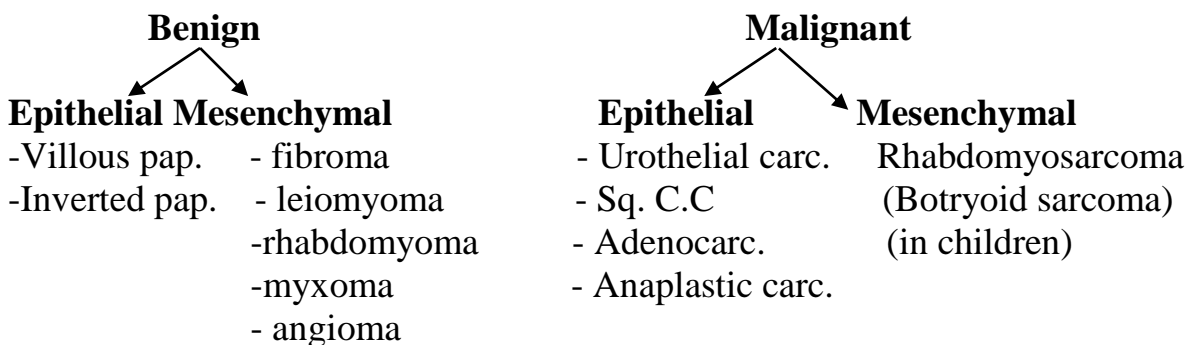 Benign Malignant
Epithelial Mesenchymal Epithelial Mesenchymal
-Villous pap. - fibroma - Urothelial carc. Rhabdomyosarcoma
-Inverted pap. - leiomyoma - Sq. C.C (Botryoid sarcoma)
-rhabdomyoma - Adenocarc. (in children)
-myxoma - Anaplastic carc.
- angioma